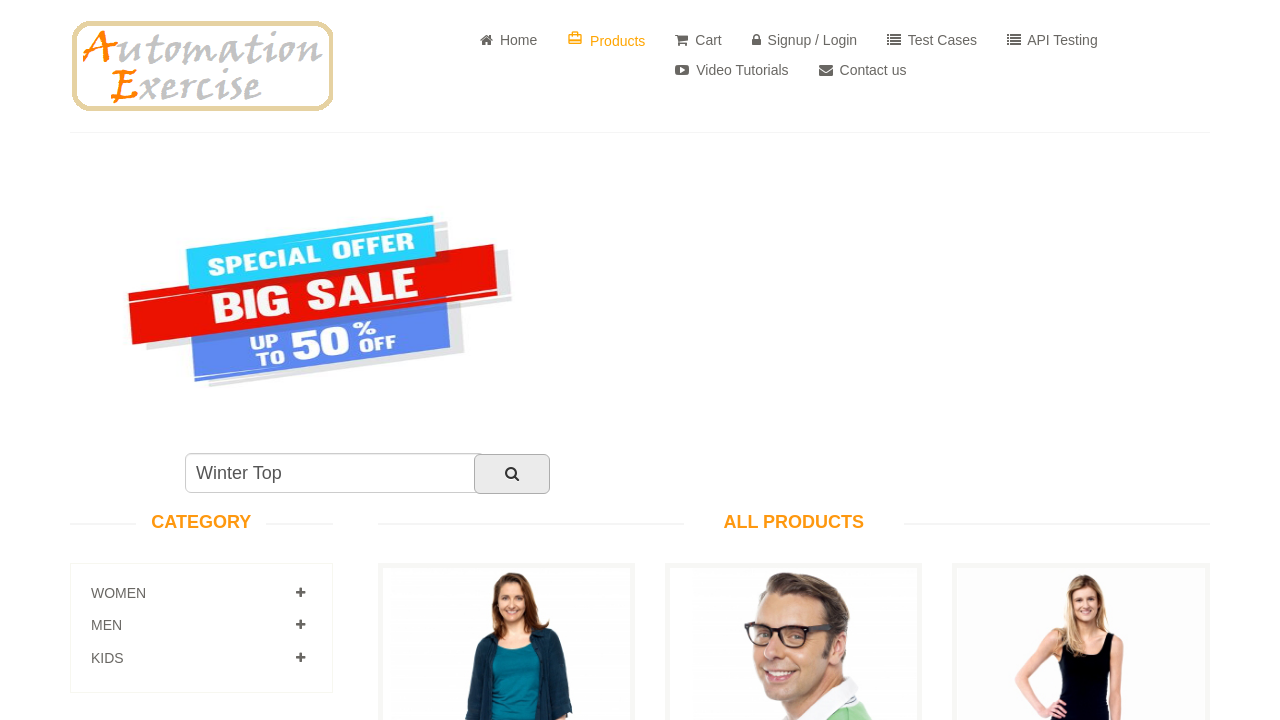 Automation
Exercise
Home Products Cart Signup / Login Test Cases API Testing
Video Tutorials Contact us
SPECIAL OFFER
BIG SALE
UP TO 50% OFF
Winter Top
CATEGORY ALL PRODUCTS
WOMEN
MEN
KIDS